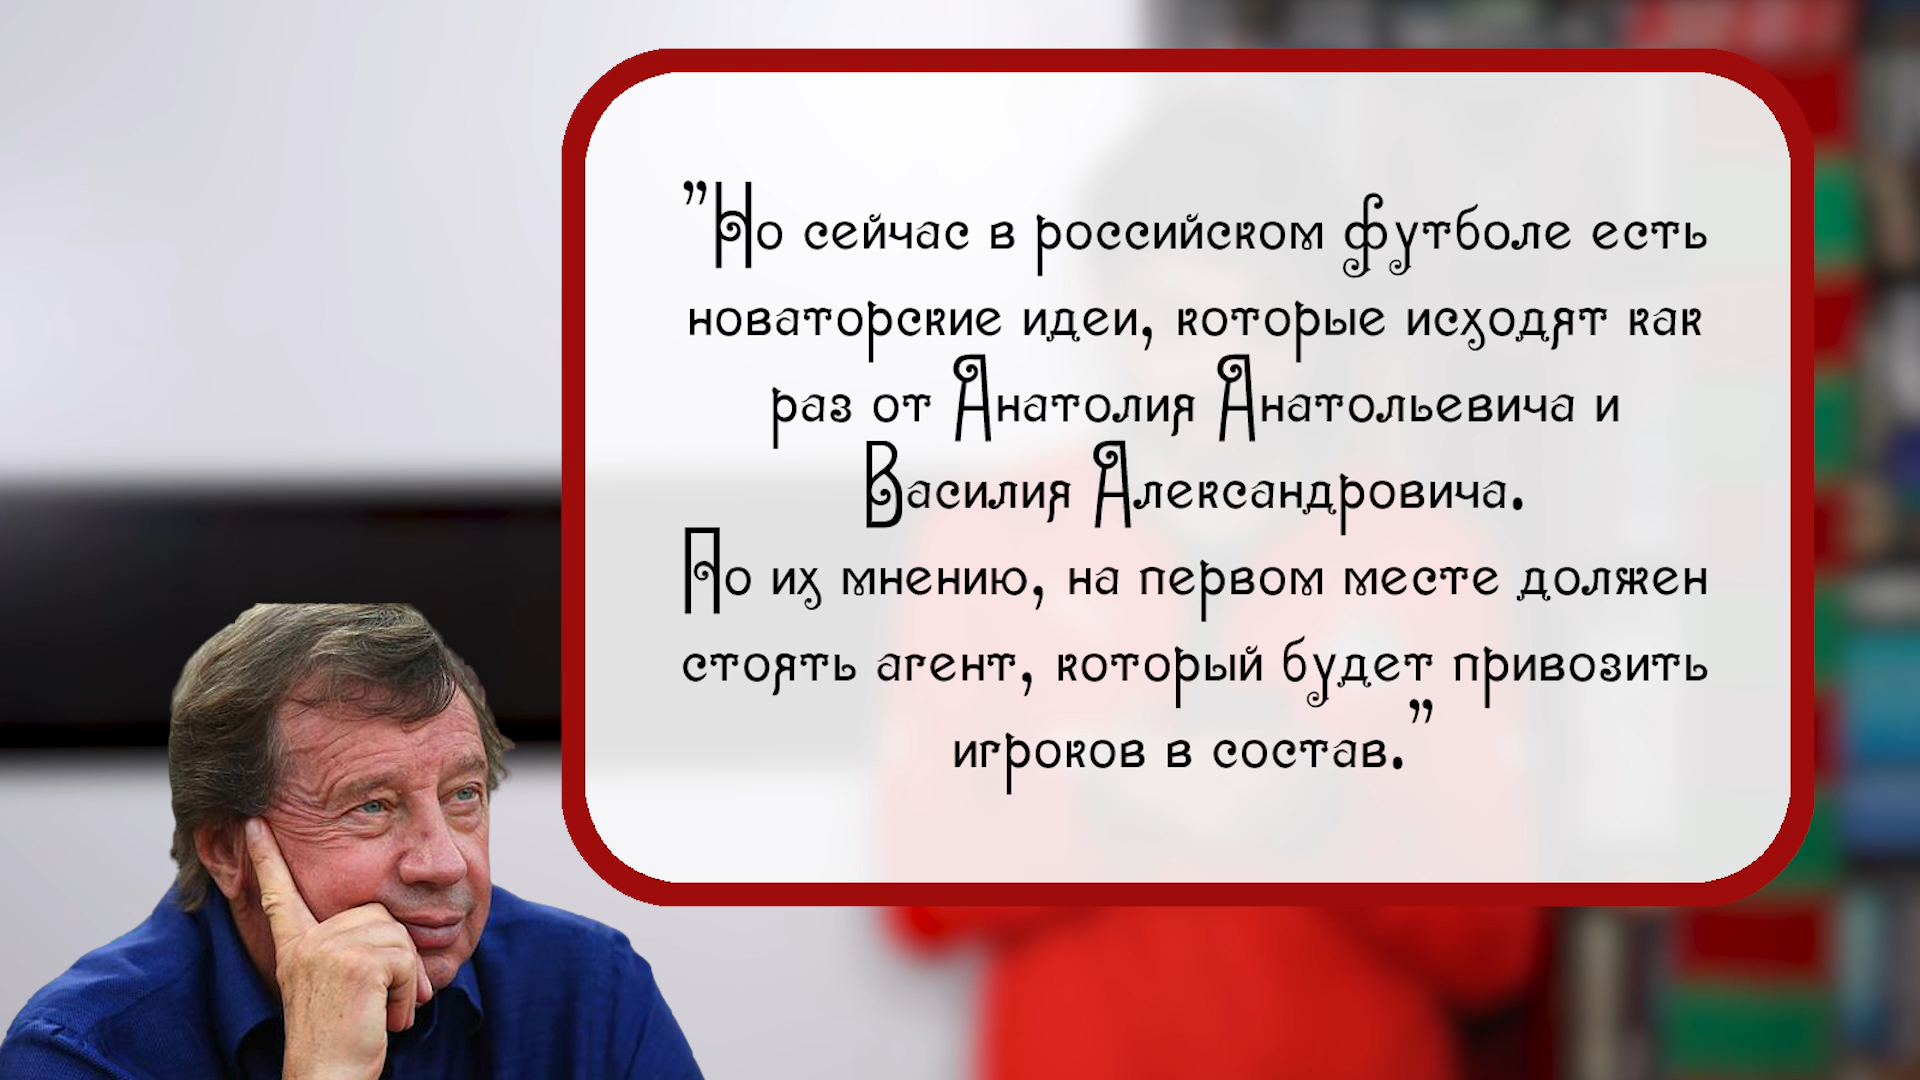 "Но сейчас в российском футболе есть
новаторские идеи, которые исходят как
раз от Анатолия Анатольевича и
Василия Александровича.
По их мнению, на первом месте должен
стоять агент, который будет привозить
игроков в состав."